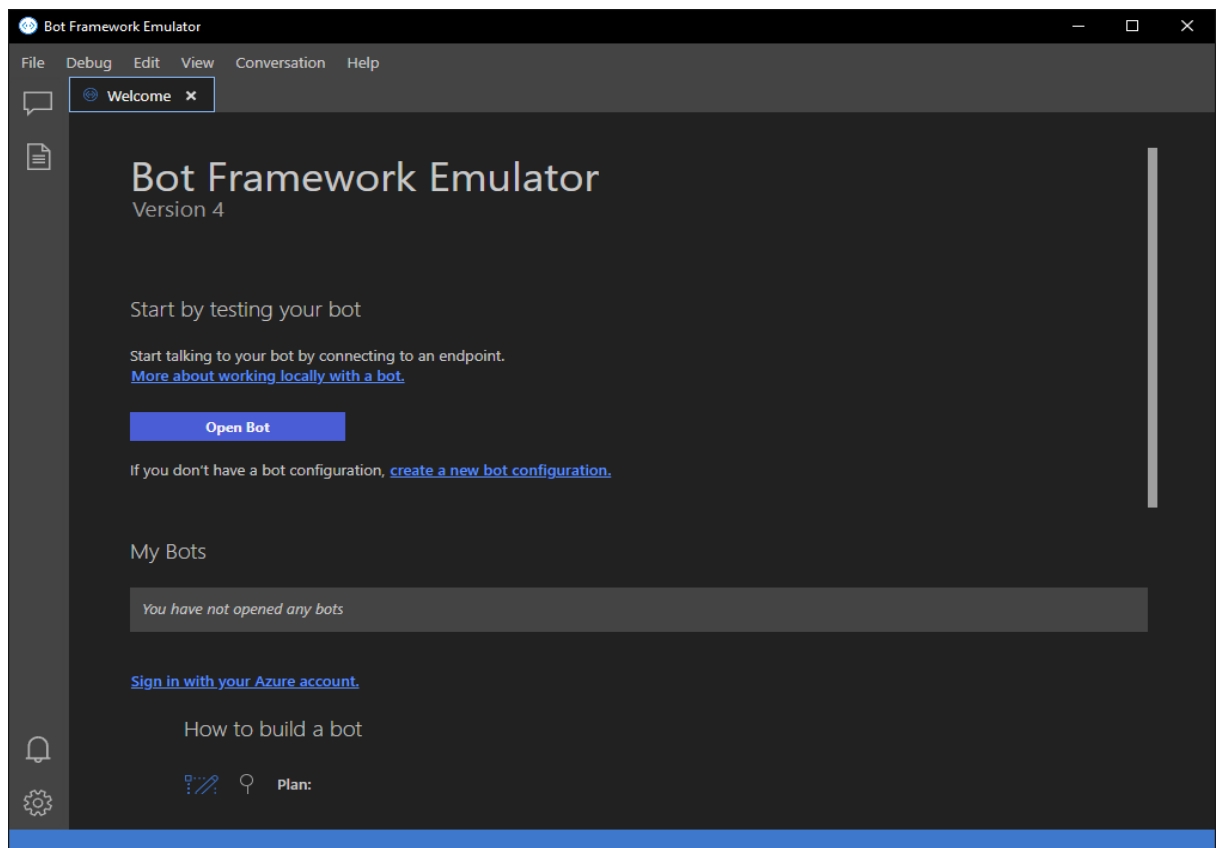 Bot Framework Emulator
File Debug Edit View Conversation Help
Welcome
Bot Framework Emulator
Version 4
Start by testing your bot
Start talking to your bot by connecting to an endpoint.
More about working locally with a bot.
Open Bot
If you don't have a bot configuration, create a new bot configuration.
My Bots
You have not opened any bots
Sign in with your Azure account.
How to build a bot
Plan: